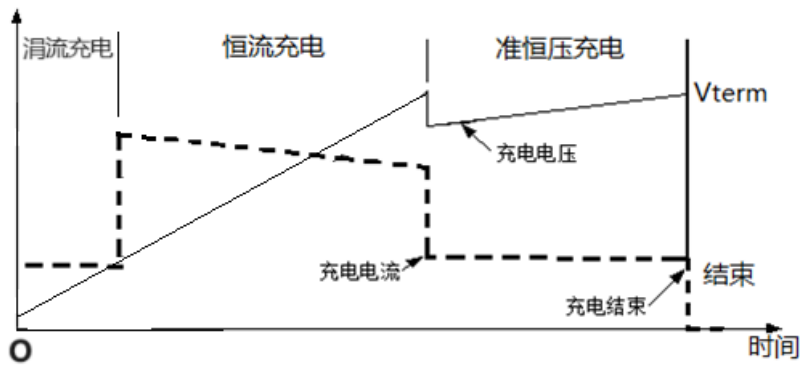 涓流充电
恒流充电
准恒压充电
Vterm
充电电压
充电电流
结束
充电结束
O
时间